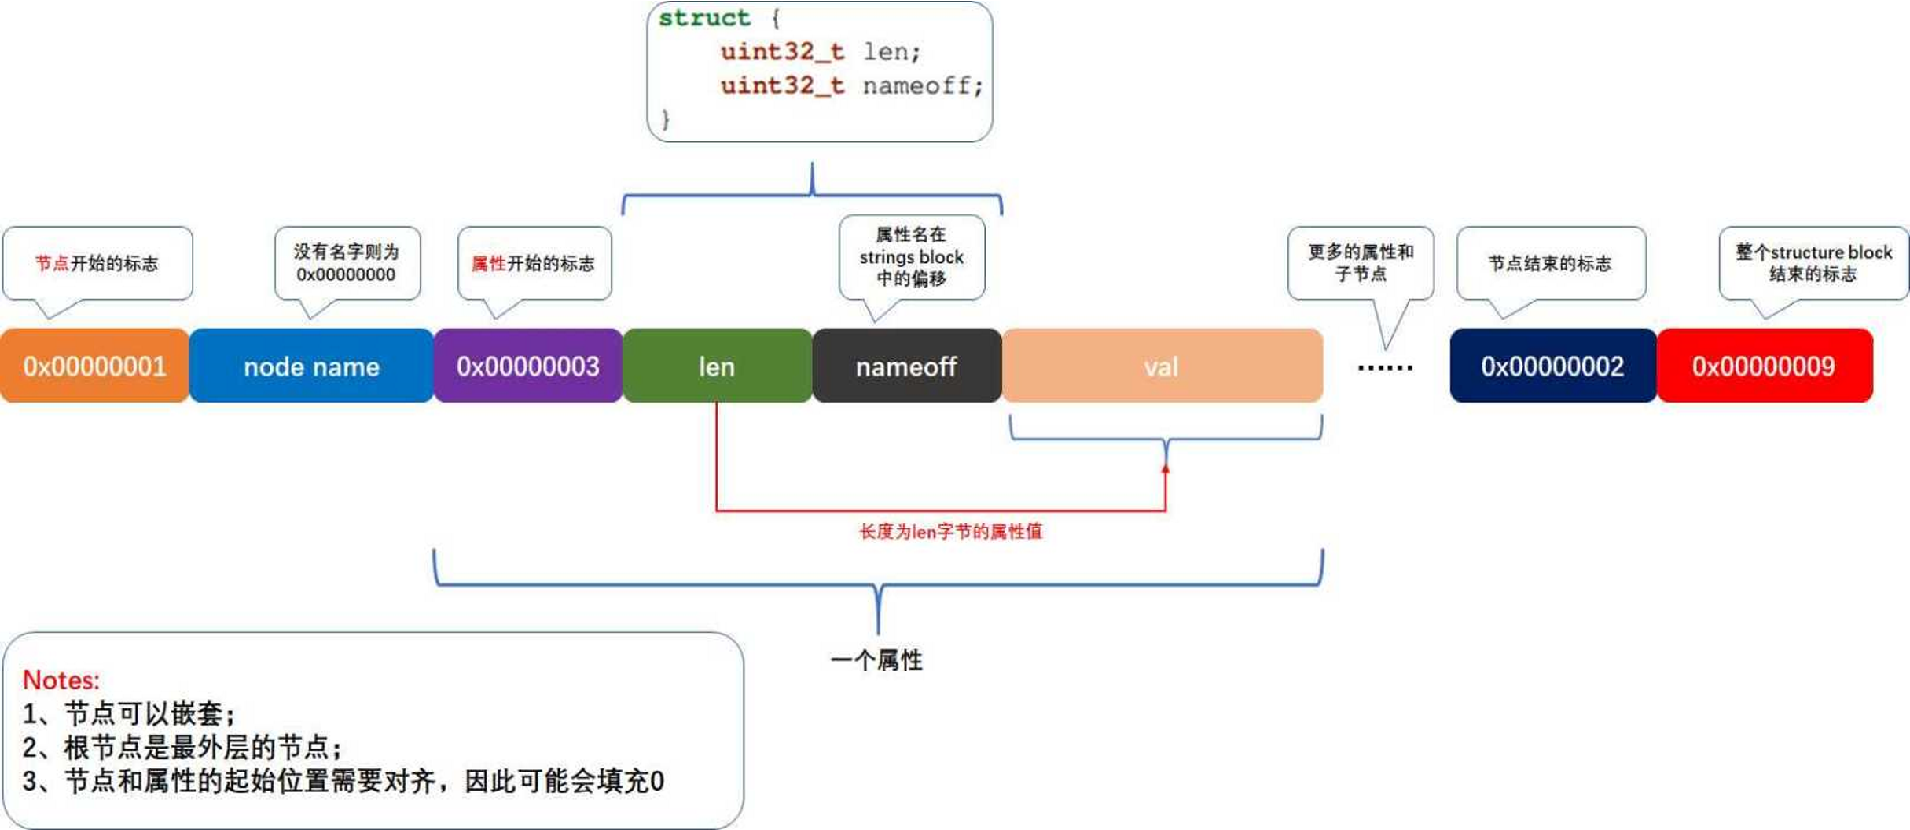 struct {
uint32_t len;
uint32_t nameoff;
}
节点开始的标志
没有名字则为
0x00000000
属性开始的标志
属性名在
strings block
中的偏移
更多的属性和
子节点
节点结束的标志
整个structure block
结束的标志
0x00000001
node name
0x00000003
len
nameoff
val
......
0x00000002
0x00000009
长度为len字节的属性值
一个属性
Notes:
1、节点可以嵌套；
2、根节点是最外层的节点；
3、节点和属性的起始位置需要对齐，因此可能会填充0